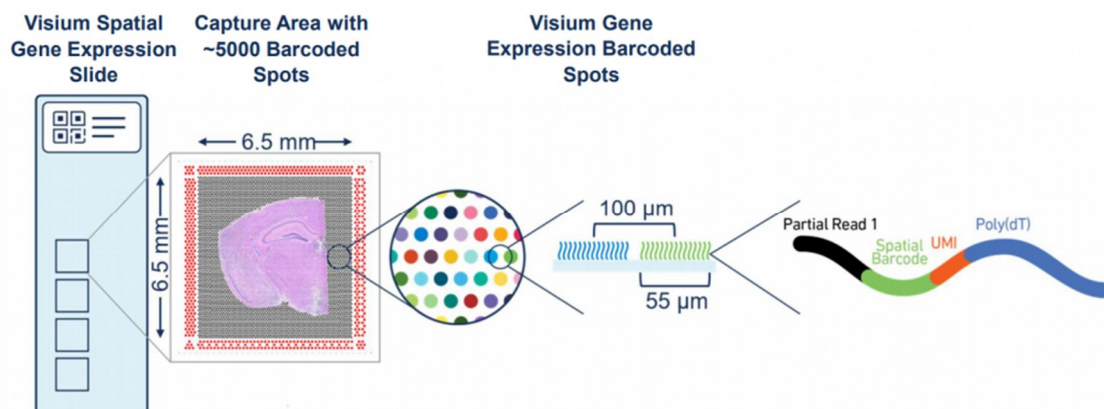 Visium Spatial
Gene Expression
Slide
Capture Area with
~5000 Barcoded
Spots
Visium Gene
Expression Barcoded
Spots
6.5 mm
6.5 mm
100 µm
55 µm
Partial Read 1
Spatial
Barcode
UMI
Poly(dT)